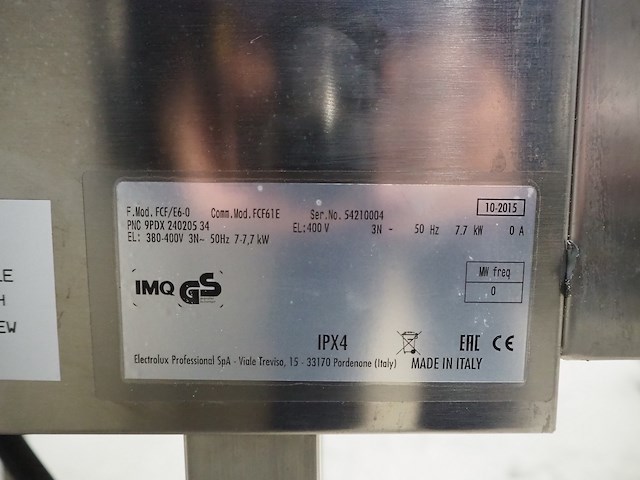 F.Mod. FCF/E6-0 Comm.Mod.FCF61E Ser.No. 54210004 10-2015
PNC 9PDX 240205 34 EL:400 V 3N~ 50 Hz 7.7 kW 0 A
EL: 380-400V 3N~ 50Hz 7-7,7 kW
MW freq
0
IMQ GS
IPX4 EAC CE
Electrolux Professional SpA - Viale Treviso, 15 - 33170 Pordenone (Italy) MADE IN ITALY
LE
H
EW